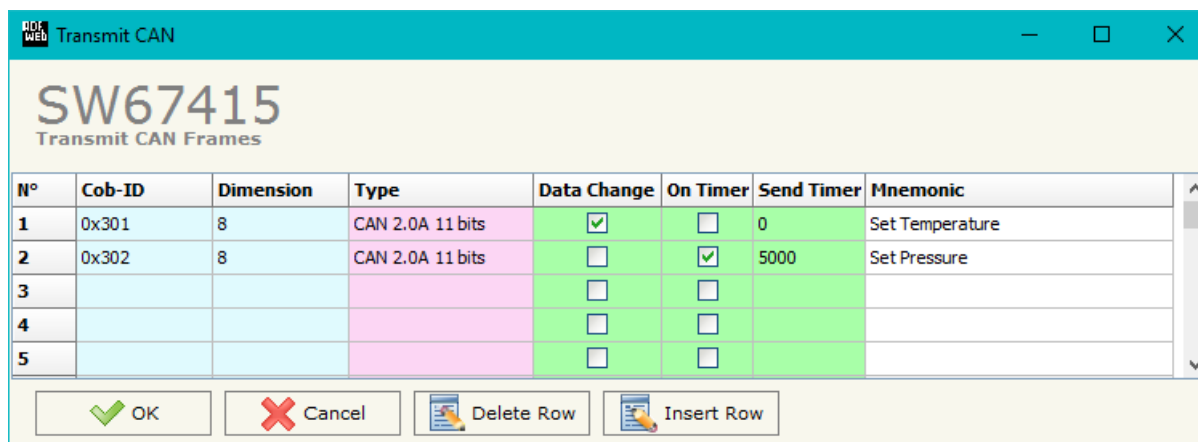 ADF WEB Transmit CAN
SW67415
Transmit CAN Frames
N° Cob-ID Dimension Type Data Change On Timer Send Timer Mnemonic
1 0x301 8 CAN 2.0A 11 bits 0 Set Temperature
2 0x302 8 CAN 2.0A 11 bits 5000 Set Pressure
3
4
5
OK Cancel Delete Row Insert Row